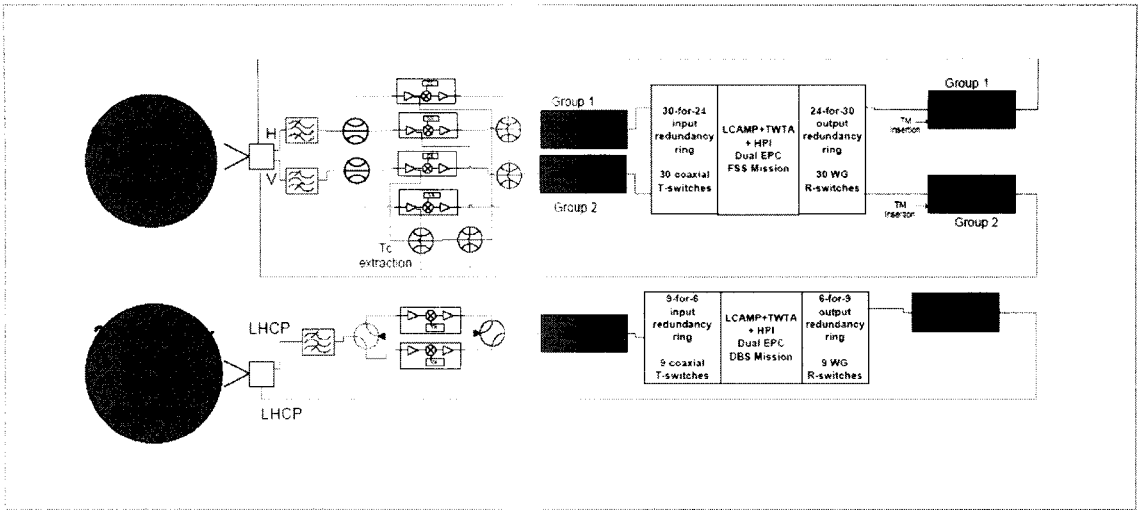 Group 1
H
V
Tc
extraction
Group 1
Group 2
30-for-24
input
redundancy
ring
30 coaxial
T-switches
LCAMP+TWTA
+ HPI
Dual EPC
FSS Mission
24-for-30
output
redundancy
ring
30 WG
R-switches
TM
Insertion
TM
Insertion
Group 2
LHCP
LHCP
9-for-6
input
redundancy
ring
9 coaxial
T-switches
LCAMP+TWTA
+ HPI
Dual EPC
DBS Mission
6-for-9
output
redundancy
ring
9 WG
R-switches